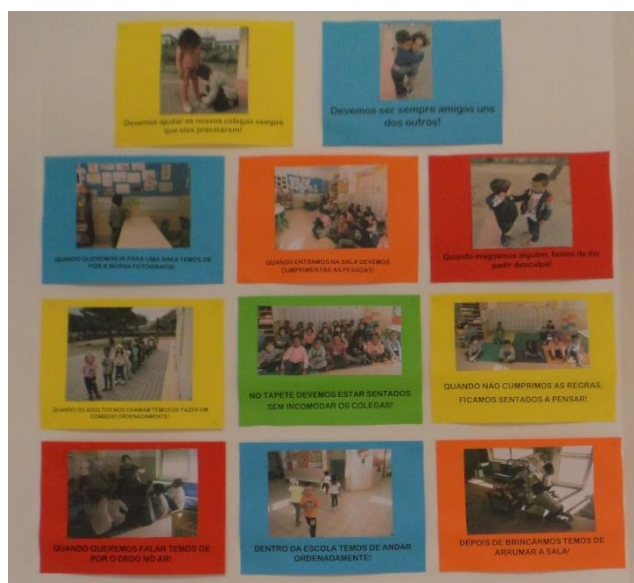 Devemos ajudar os nossos colegas sempre
que eles precisarem!
Devemos ser sempre amigos uns
dos outros!
QUANDO QUEREMOS IR PARA UMA ÁREA TEMOS DE
PÔR A NOSSA FOTOGRAFIA!
QUANDO ENTRAMOS NA SALA DEVEMOS
CUMPRIMENTAR AS PESSOAS!
Quando magoamos alguém, temos de lhe
pedir desculpa!
QUANDO OS ADULTOS NOS CHAMAM TEMOS DE FAZER UM
COMBOIO ORDENADAMENTE!
NO TAPETE DEVEMOS ESTAR SENTADOS
SEM INCOMODAR OS COLEGAS!
QUANDO NÃO CUMPRIMOS AS REGRAS,
FICAMOS SENTADOS A PENSAR!
QUANDO QUEREMOS FALAR TEMOS DE
POR O DEDO NO AR!
DENTRO DA ESCOLA TEMOS DE ANDAR
ORDENADAMENTE!
DEPOIS DE BRINCARMOS TEMOS DE
ARRUMAR A SALA!